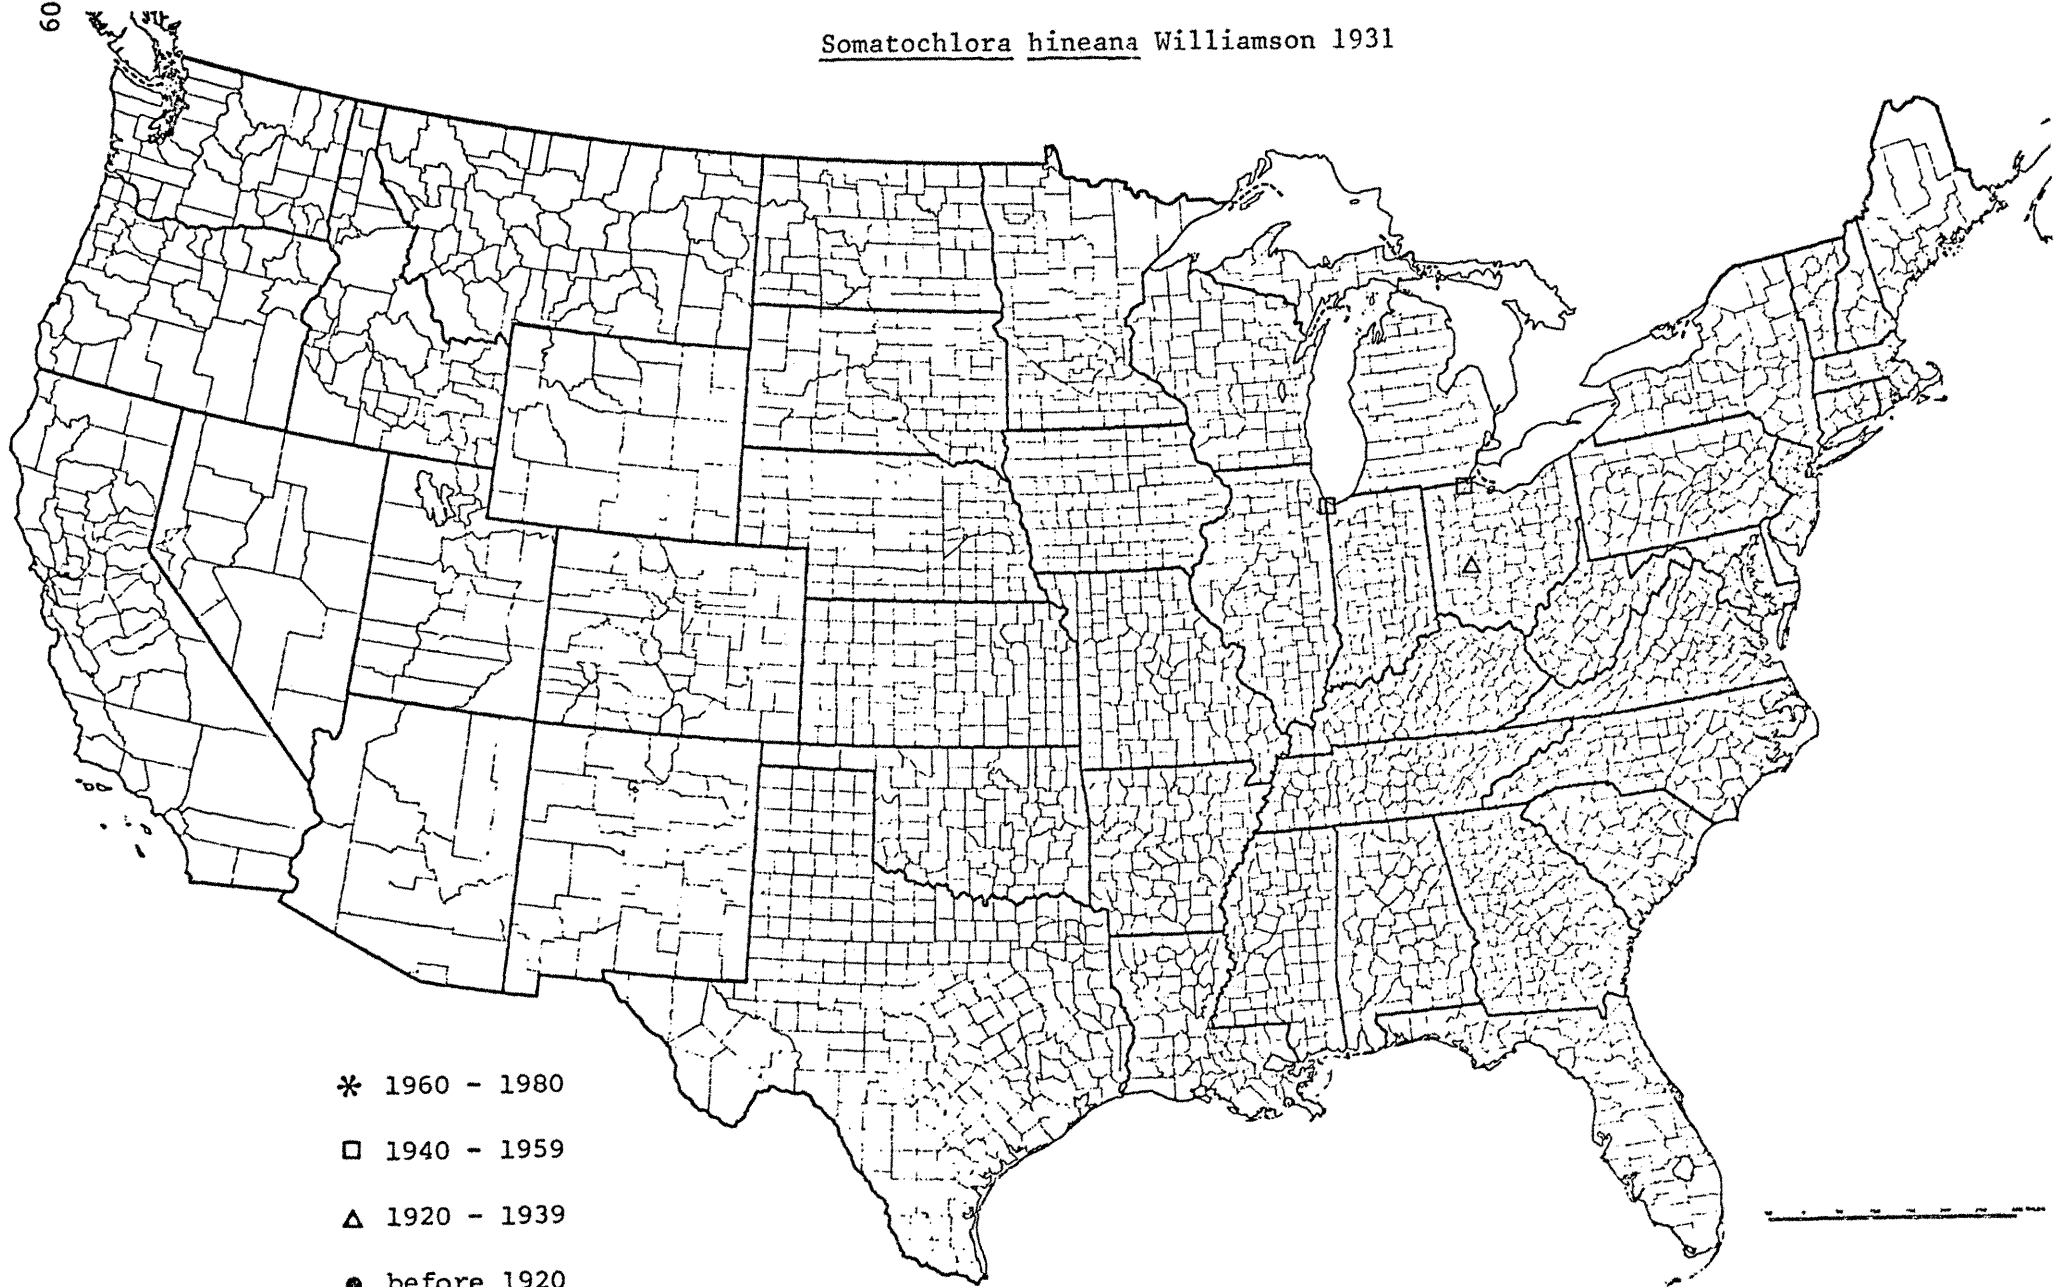 60
Somatochlora hineana Williamson 1931
* 1960 - 1980
□ 1940 - 1959
△ 1920 - 1939
● before 1920